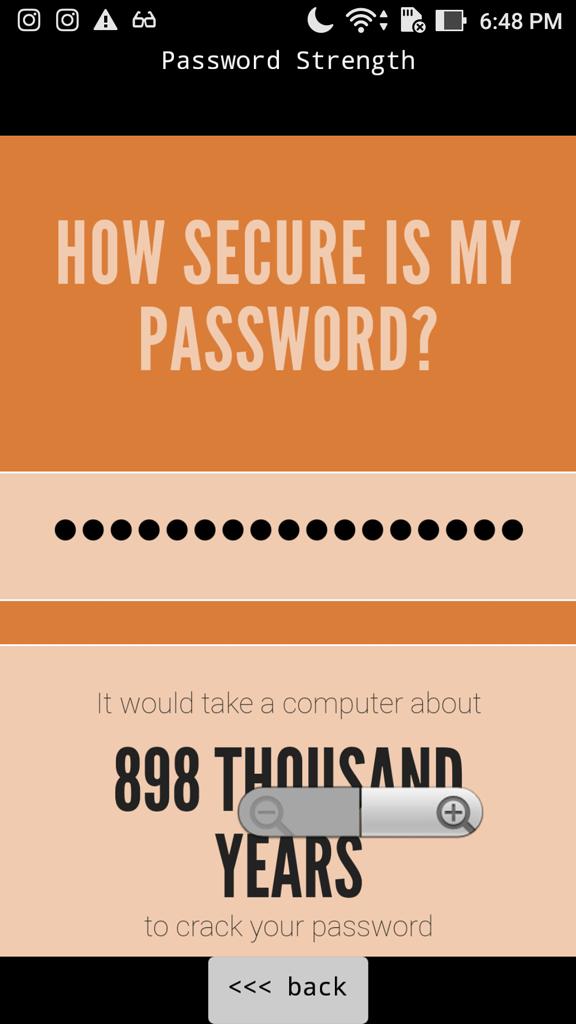 6:48 PM
Password Strength
HOW SECURE IS MY
PASSWORD?
It would take a computer about
898 THOUSAND
YEARS
to crack your password
<<< back